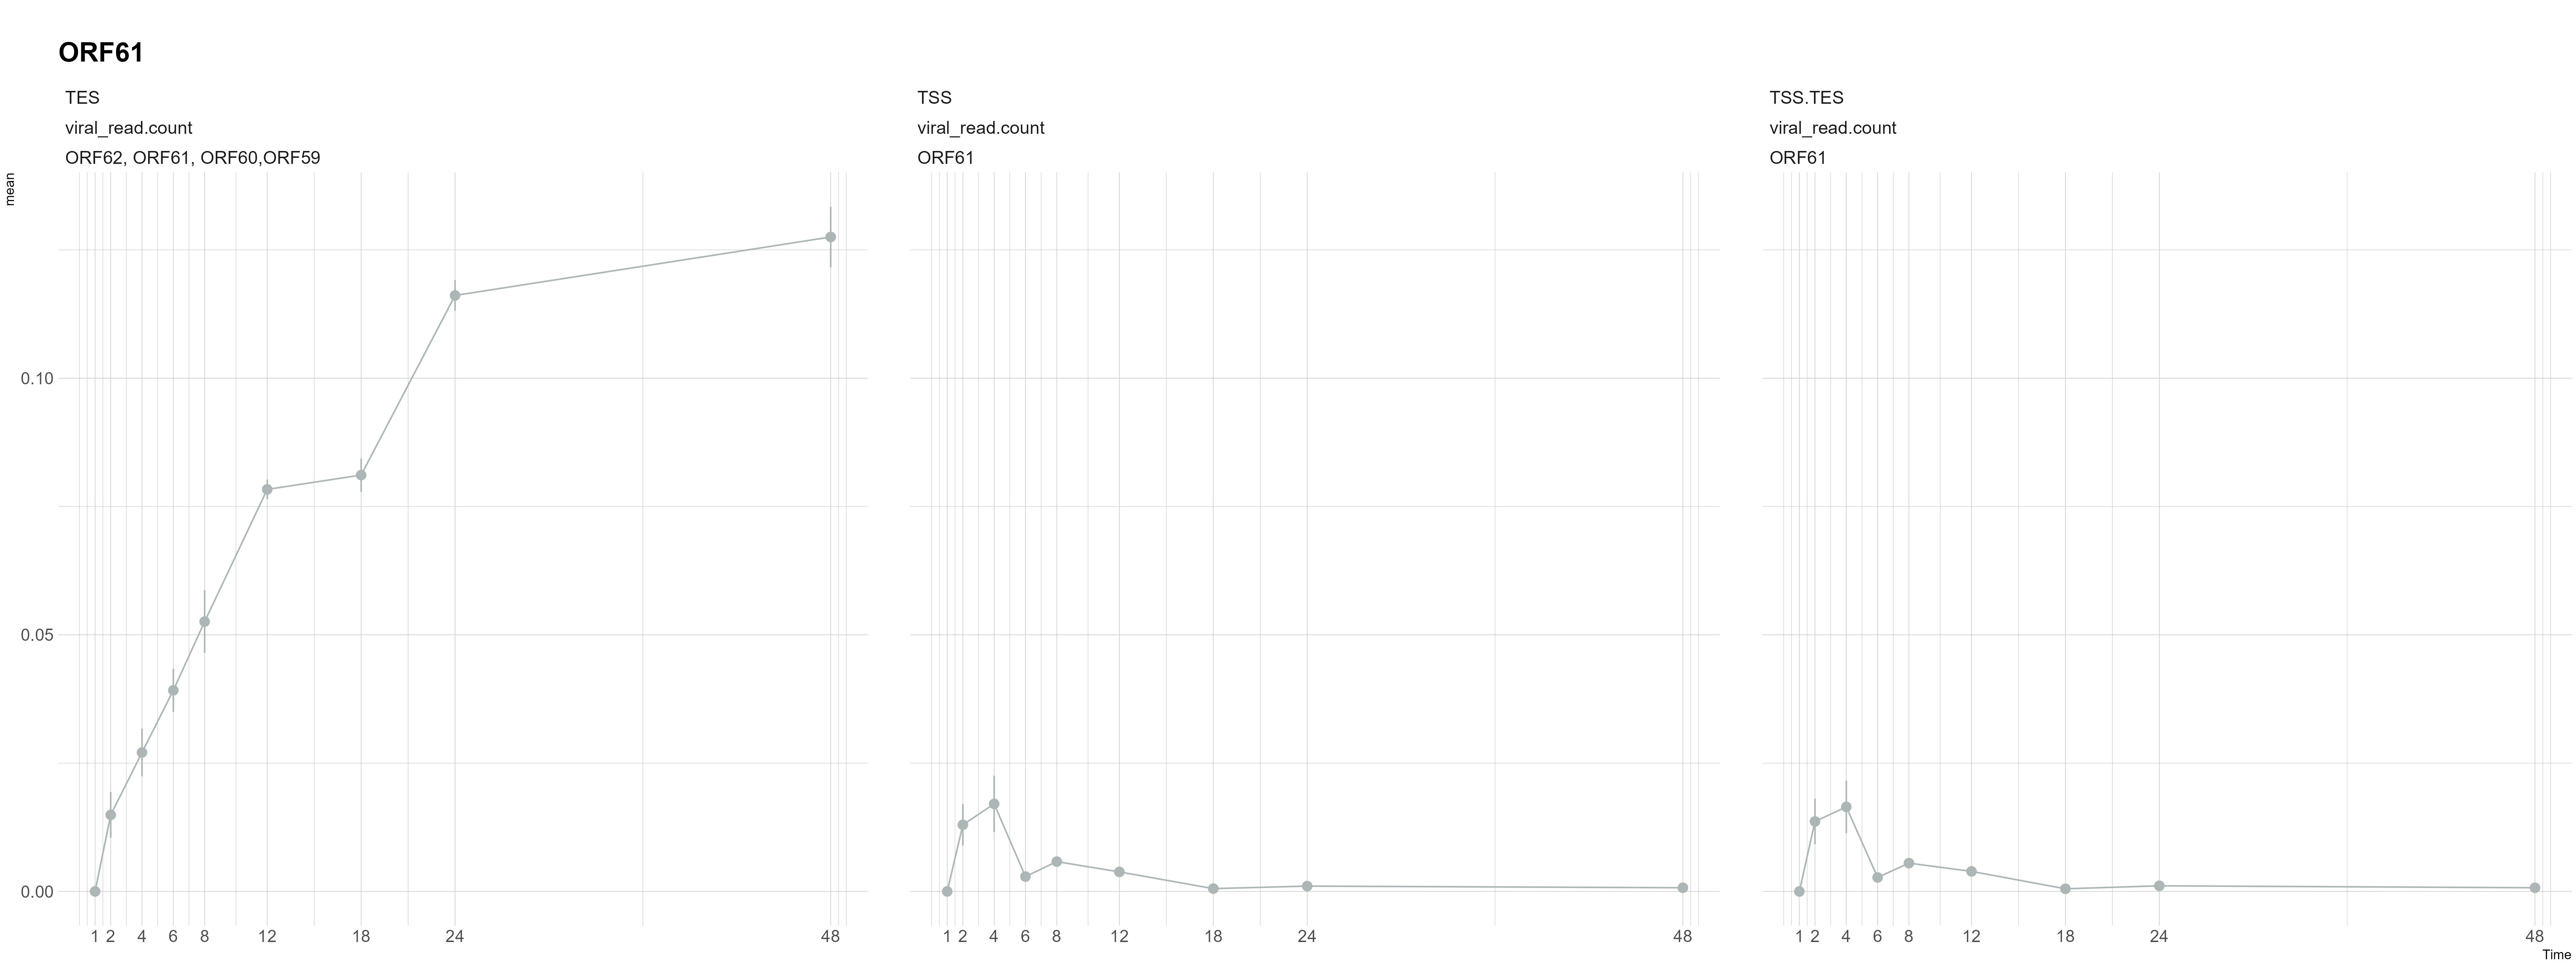 ORF61
TES
viral_read.count
ORF62, ORF61, ORF60,ORF59
TSS
viral_read.count
ORF61
TSS.TES
viral_read.count
ORF61
mean
0.10
0.05
0.00
1 2 4 6 8 12 18 24 48
1 2 4 6 8 12 18 24 48
1 2 4 6 8 12 18 24 48
Time